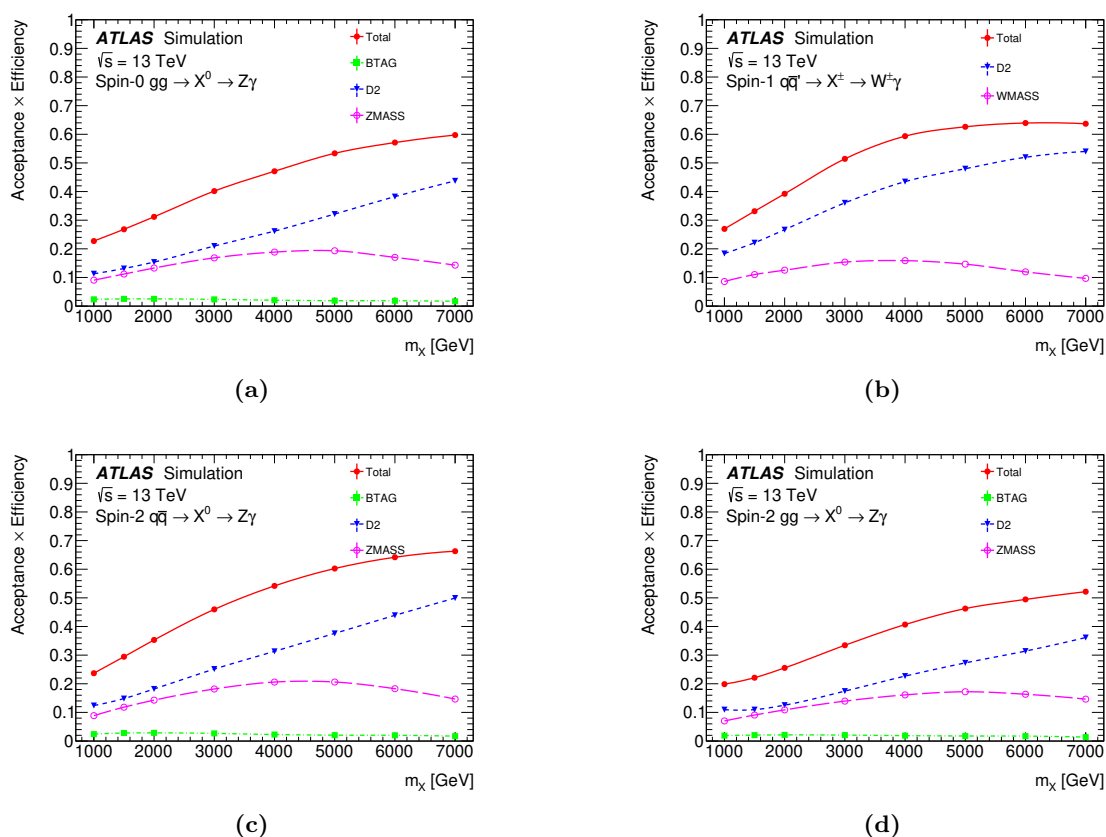 ATLAS Simulation
√s = 13 TeV
Spin-0 gg → X⁰ → Zγ
Total
BTAG
D2
ZMASS
Acceptance × Efficiency
1
0.9
0.8
0.7
0.6
0.5
0.4
0.3
0.2
0.1
0
1000 2000 3000 4000 5000 6000 7000
m_X [GeV]
(a)
ATLAS Simulation
√s = 13 TeV
Spin-1 qq̅' → X± → W±γ
Total
D2
WMASS
Acceptance × Efficiency
1
0.9
0.8
0.7
0.6
0.5
0.4
0.3
0.2
0.1
0
1000 2000 3000 4000 5000 6000 7000
m_X [GeV]
(b)
ATLAS Simulation
√s = 13 TeV
Spin-2 qq̅ → X⁰ → Zγ
Total
BTAG
D2
ZMASS
Acceptance × Efficiency
1
0.9
0.8
0.7
0.6
0.5
0.4
0.3
0.2
0.1
0
1000 2000 3000 4000 5000 6000 7000
m_X [GeV]
(c)
ATLAS Simulation
√s = 13 TeV
Spin-2 gg → X⁰ → Zγ
Total
BTAG
D2
ZMASS
Acceptance × Efficiency
1
0.9
0.8
0.7
0.6
0.5
0.4
0.3
0.2
0.1
0
1000 2000 3000 4000 5000 6000 7000
m_X [GeV]
(d)